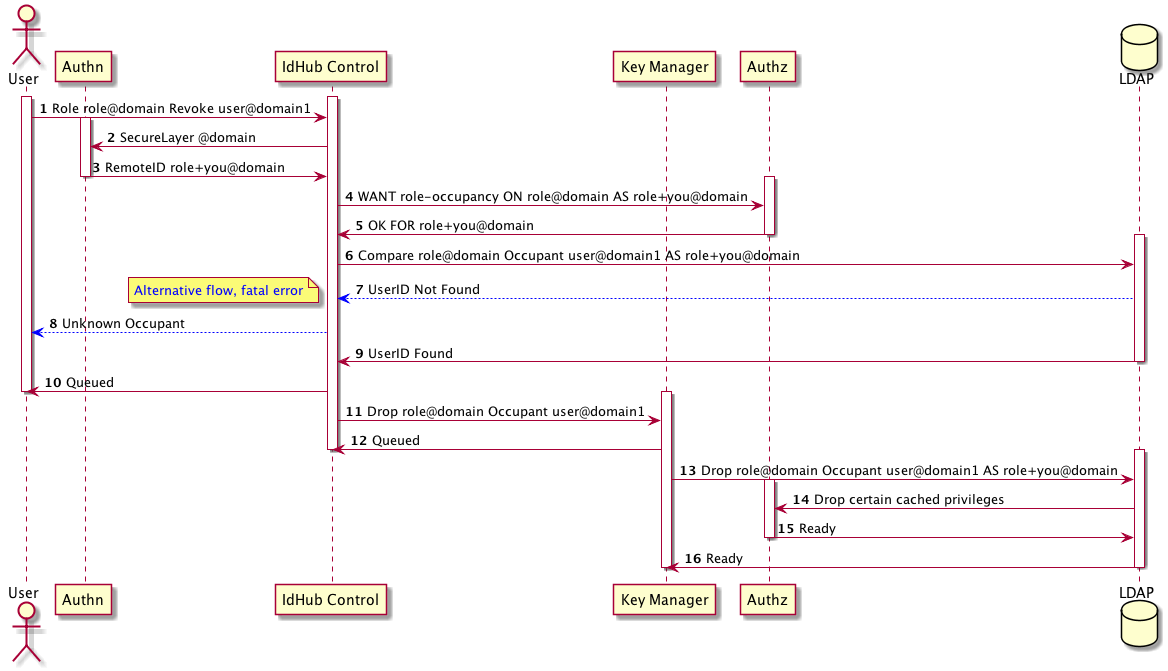 User
Authn
IdHub Control
Key Manager
Authz
LDAP
1 Role role@domain Revoke user@domain1
2 SecureLayer @domain
3 RemoteID role+you@domain
4 WANT role-occupancy ON role@domain AS role+you@domain
5 OK FOR role+you@domain
6 Compare role@domain Occupant user@domain1 AS role+you@domain
Alternative flow, fatal error
7 UserID Not Found
8 Unknown Occupant
9 UserID Found
10 Queued
11 Drop role@domain Occupant user@domain1
12 Queued
13 Drop role@domain Occupant user@domain1 AS role+you@domain
14 Drop certain cached privileges
15 Ready
16 Ready
User
Authn
IdHub Control
Key Manager
Authz
LDAP